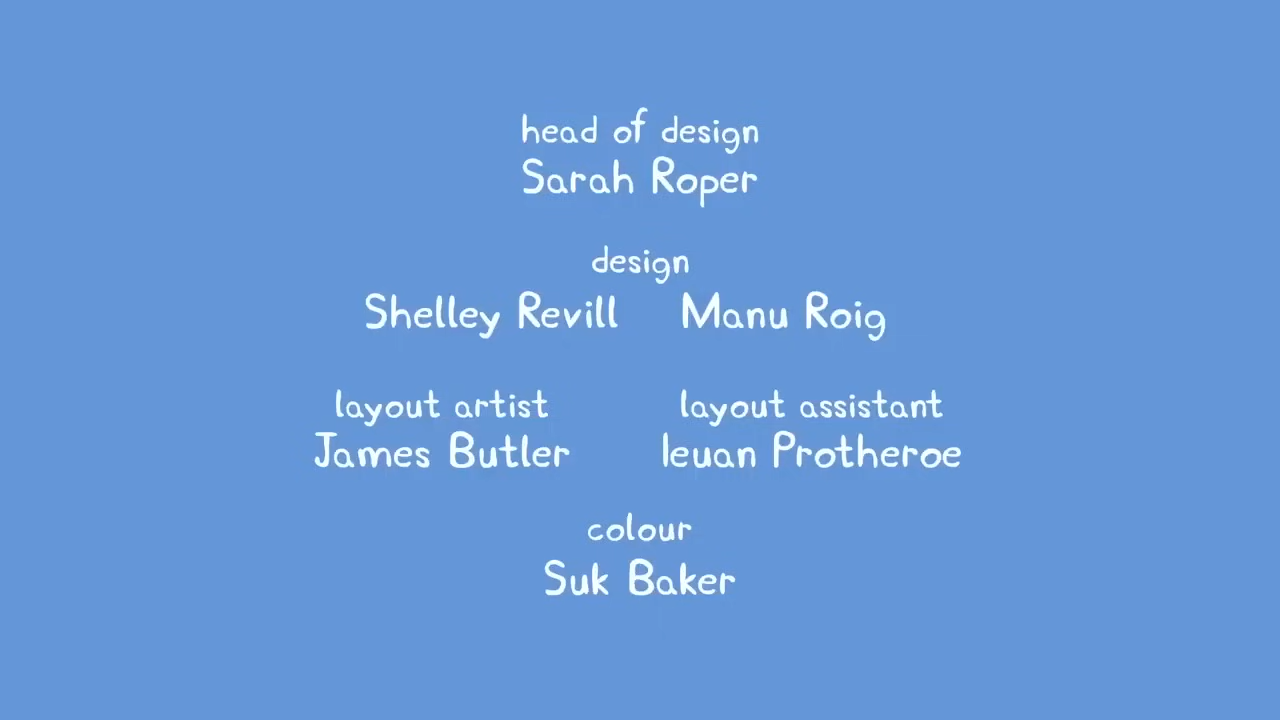 head of design
Sarah Roper
design
Shelley Revill Manu Roig
layout artist layout assistant
James Butler Ieuan Protheroe
colour
Suk Baker